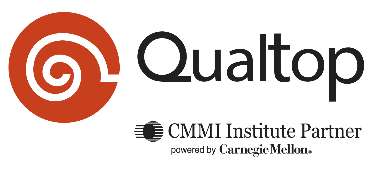 Qualtop
CMMI Institute Partner
powered by Carnegie Mellon®